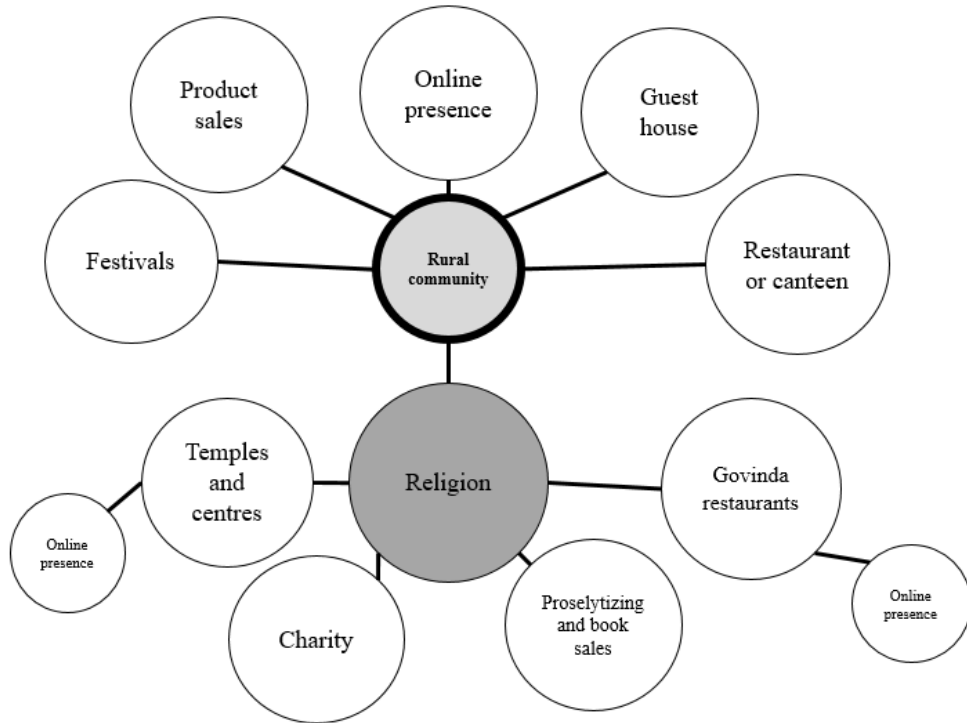 Product
sales
Online
presence
Guest
house
Festivals
Rural
community
Restaurant
or canteen
Temples
and
centres
Religion
Govinda
restaurants
Online
presence
Charity
Proselytizing
and book
sales
Online
presence